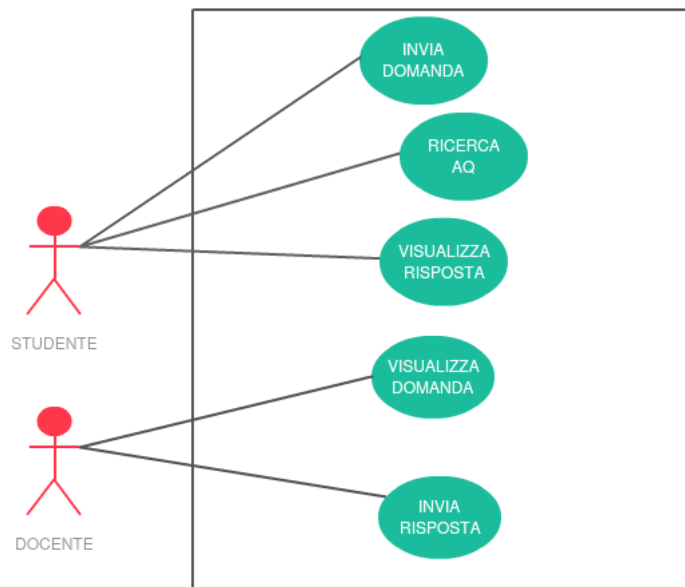 INVIA
DOMANDA
RICERCA
AQ
VISUALIZZA
RISPOSTA
STUDENTE
VISUALIZZA
DOMANDA
INVIA
RISPOSTA
DOCENTE